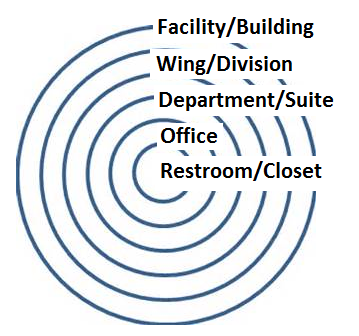 Facility/Building
Wing/Division
Department/Suite
Office
Restroom/Closet